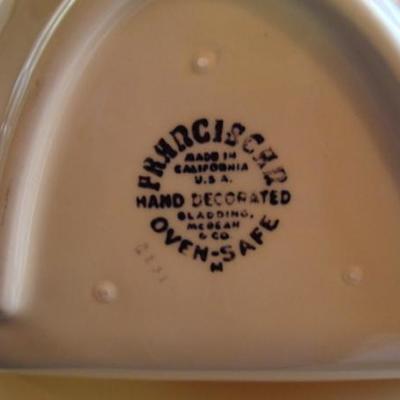 FRANCISCAN
MADE IN
CALIFORNIA
U.S.A.
HAND DECORATED
GLADDING,
McBEAN
& CO.
OVEN-SAFE
N